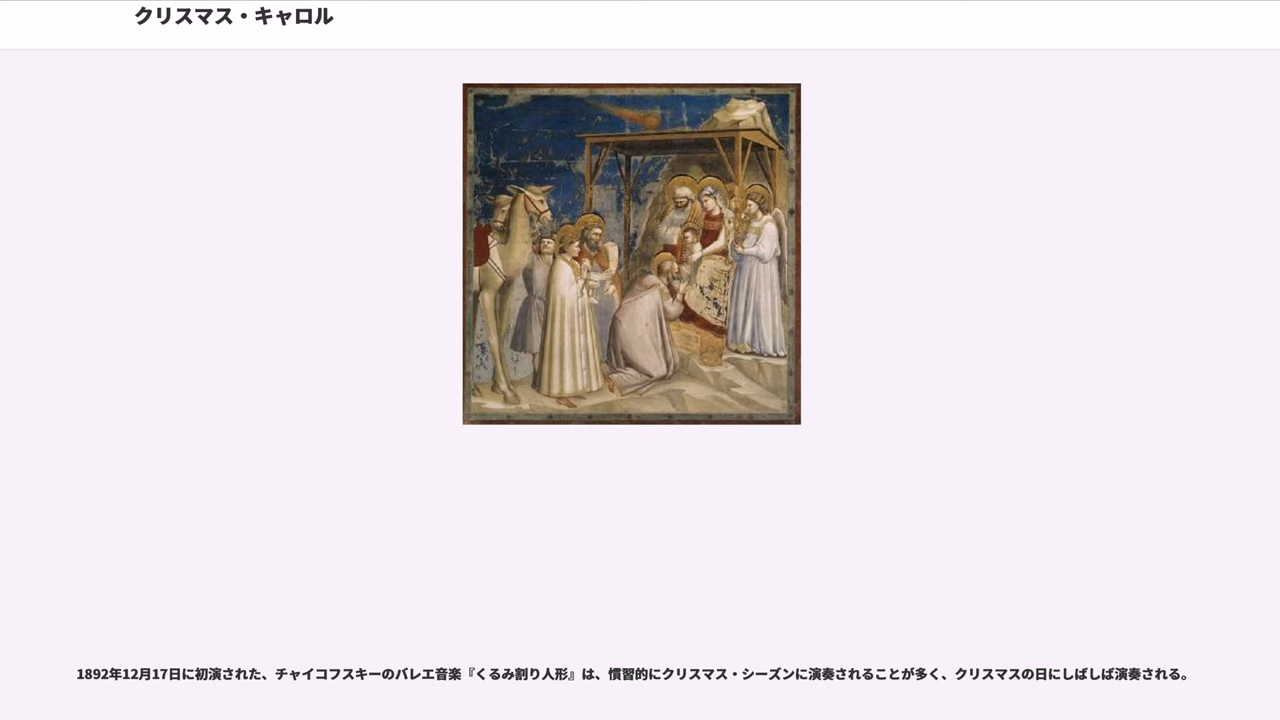 クリスマス・キャロル
1892年12月17日に初演された、チャイコフスキーのバレエ音楽『くるみ割り人形』は、慣習的にクリスマス・シーズンに演奏されることが多く、クリスマスの日にしばしば演奏される。